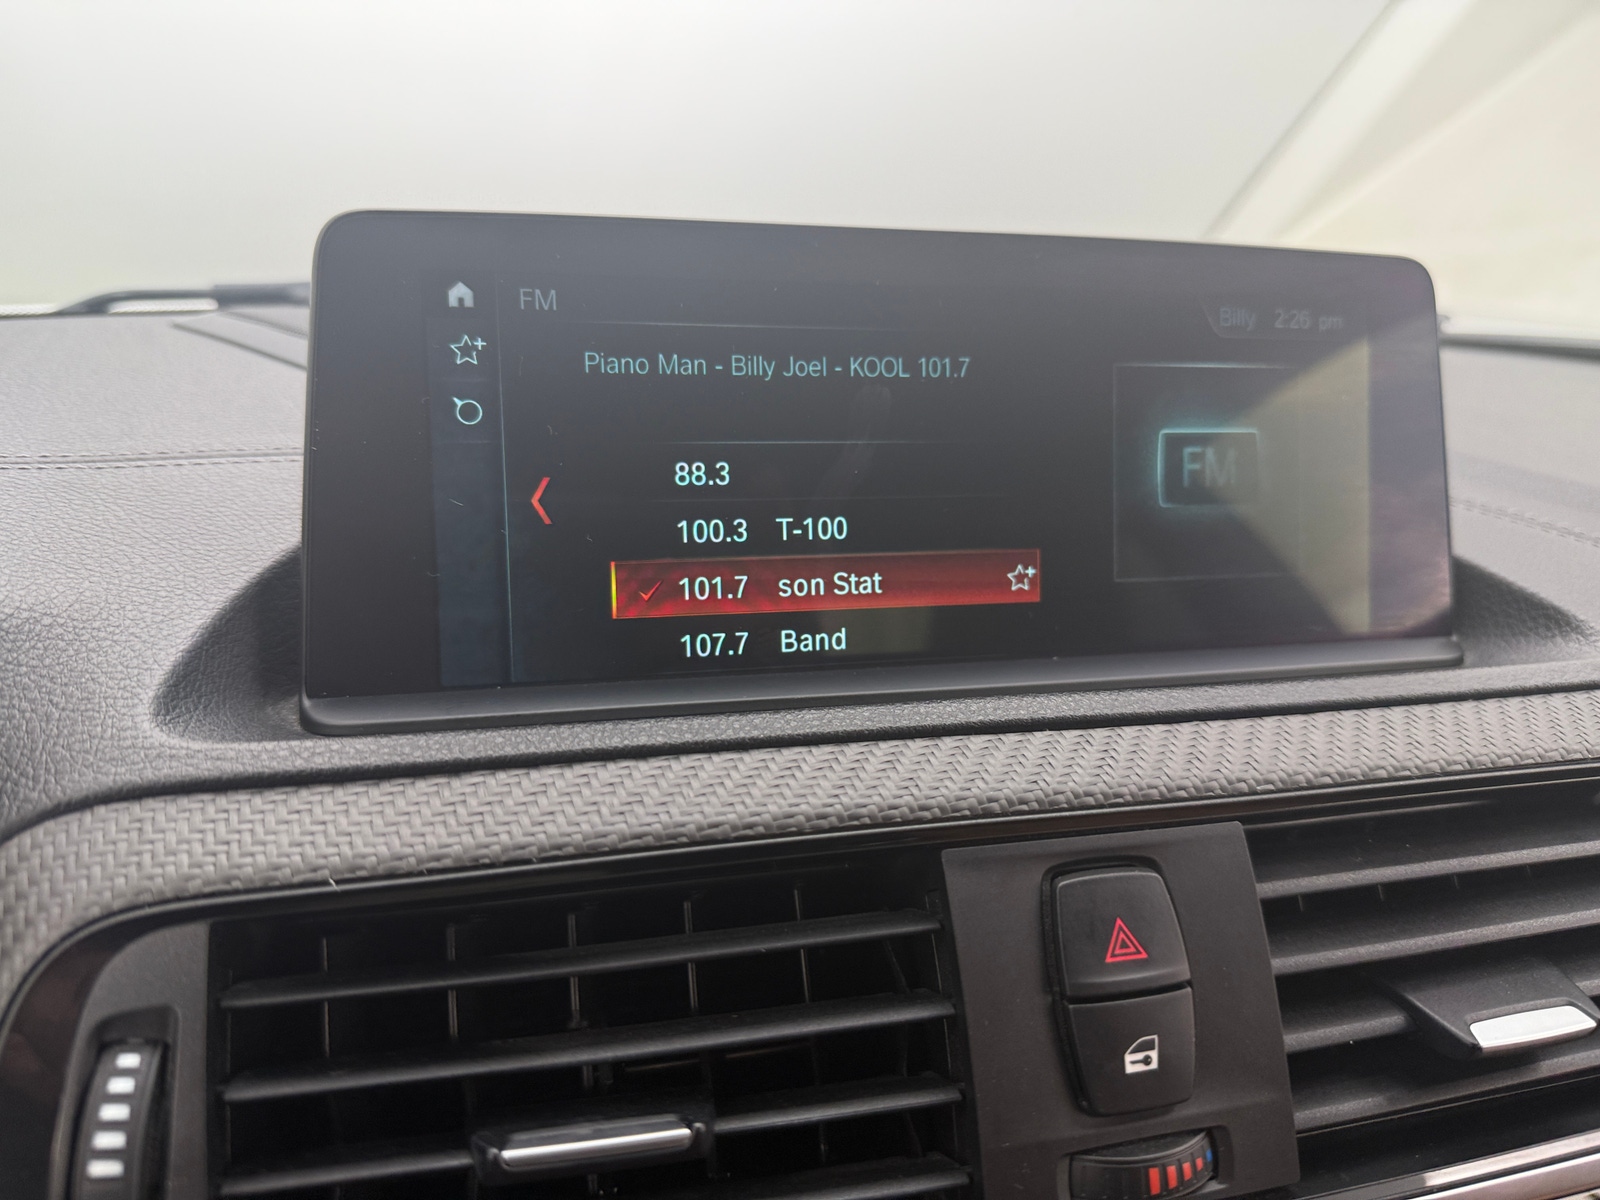 FM
Billy 2:26 pm
Piano Man - Billy Joel - KOOL 101.7
88.3
100.3 T-100
101.7 son Stat
107.7 Band
FM